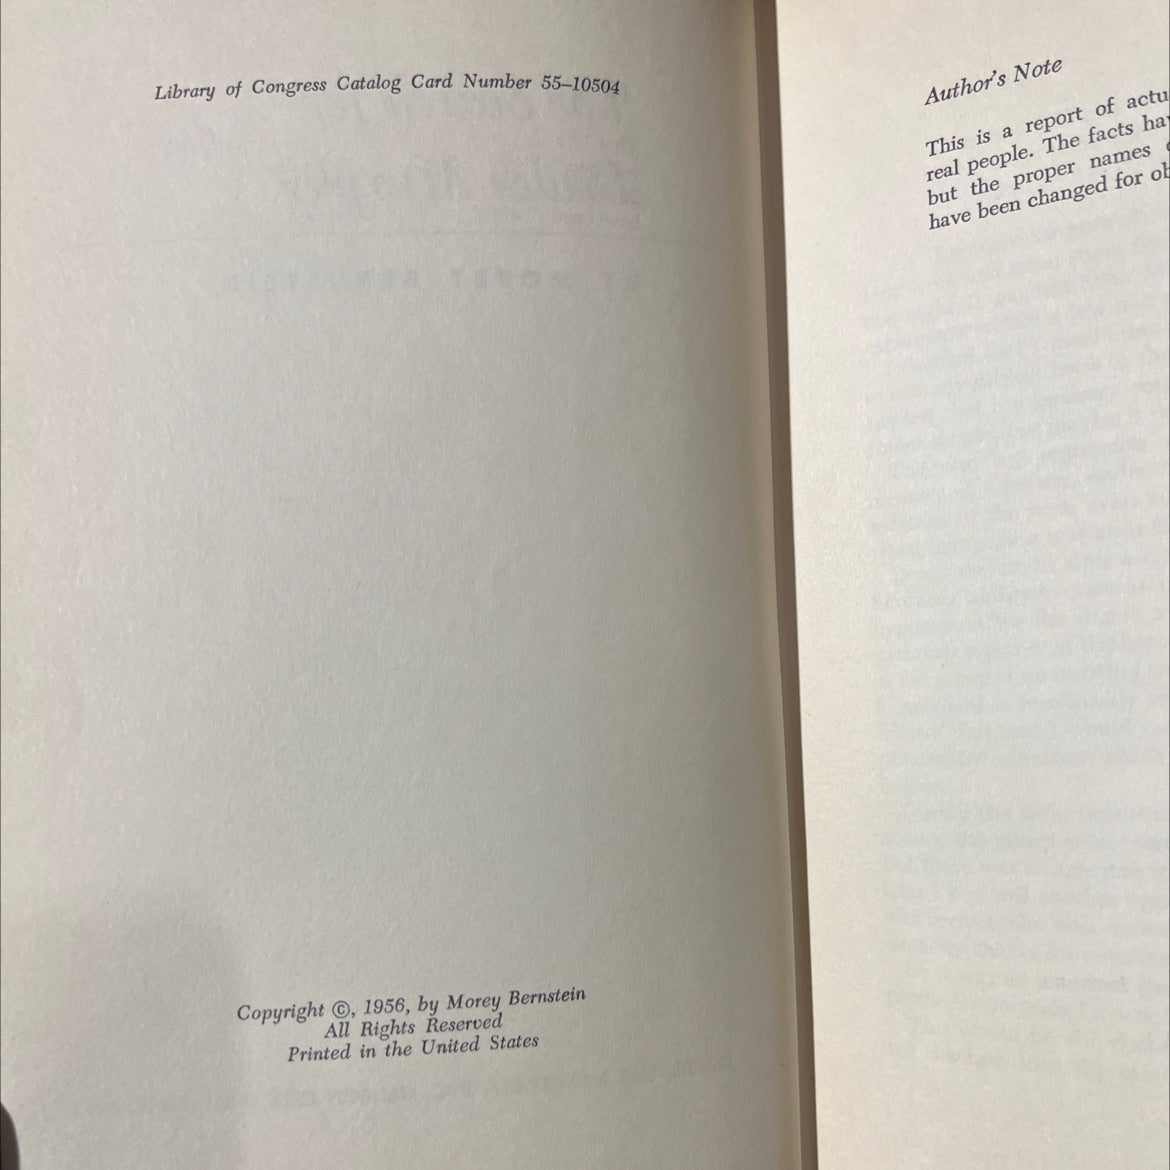 Library of Congress Catalog Card Number 55–10504
Copyright ©, 1956, by Morey Bernstein
All Rights Reserved
Printed in the United States
Author's Note
This is a report of actu
real people. The facts hav
but the proper names
have been changed for ob